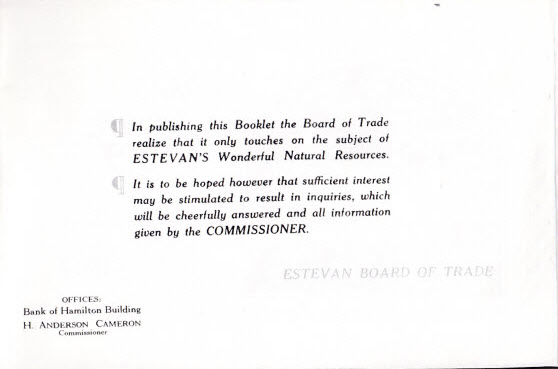 ¶ In publishing this Booklet the Board of Trade
realize that it only touches on the subject of
ESTEVAN'S Wonderful Natural Resources.
¶ It is to be hoped however that sufficient interest
may be stimulated to result in inquiries, which
will be cheerfully answered and all information
given by the COMMISSIONER.
ESTEVAN BOARD OF TRADE
OFFICES:
Bank of Hamilton Building
H. ANDERSON CAMERON
Commissioner